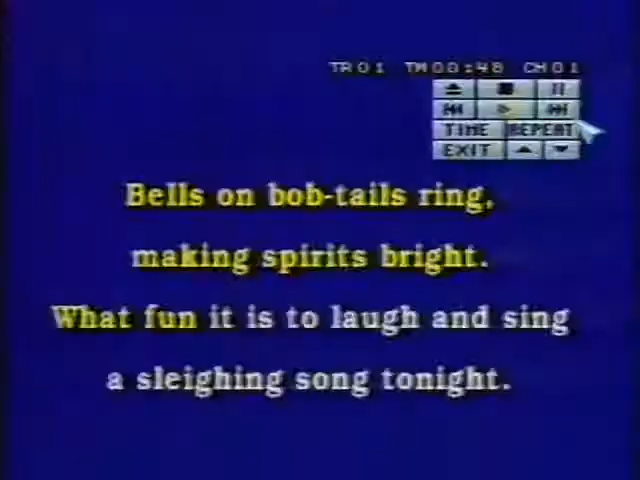 TR01 TM00:48 CH01
TIME REPEAT
EXIT
Bells on bob-tails ring,
making spirits bright.
What fun it is to laugh and sing
a sleighing song tonight.